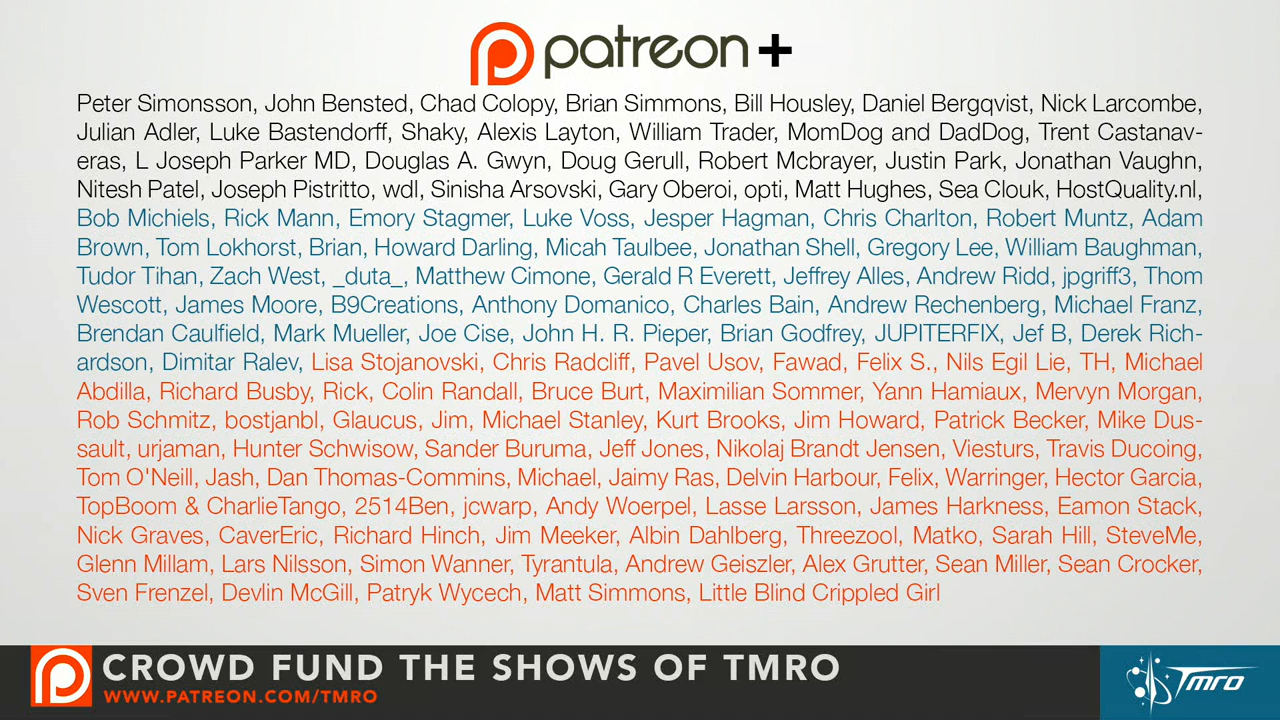 patreon+
Peter Simonsson, John Bensted, Chad Colopy, Brian Simmons, Bill Housley, Daniel Bergqvist, Nick Larcombe,
Julian Adler, Luke Bastendorff, Shaky, Alexis Layton, William Trader, MomDog and DadDog, Trent Castanav-
eras, L Joseph Parker MD, Douglas A. Gwyn, Doug Gerull, Robert Mcbrayer, Justin Park, Jonathan Vaughn,
Nitesh Patel, Joseph Pistritto, wdl, Sinisha Arsovski, Gary Oberoi, opti, Matt Hughes, Sea Clouk, HostQuality.nl,
Bob Michiels, Rick Mann, Emory Stagmer, Luke Voss, Jesper Hagman, Chris Charlton, Robert Muntz, Adam
Brown, Tom Lokhorst, Brian, Howard Darling, Micah Taulbee, Jonathan Shell, Gregory Lee, William Baughman,
Tudor Tihan, Zach West, _duta_, Matthew Cimone, Gerald R Everett, Jeffrey Alles, Andrew Ridd, jpgriff3, Thom
Wescott, James Moore, B9Creations, Anthony Domanico, Charles Bain, Andrew Rechenberg, Michael Franz,
Brendan Caulfield, Mark Mueller, Joe Cise, John H. R. Pieper, Brian Godfrey, JUPITERFIX, Jef B, Derek Rich-
ardson, Dimitar Ralev, Lisa Stojanovski, Chris Radcliff, Pavel Usov, Fawad, Felix S., Nils Egil Lie, TH, Michael
Abdilla, Richard Busby, Rick, Colin Randall, Bruce Burt, Maximilian Sommer, Yann Hamiaux, Mervyn Morgan,
Rob Schmitz, bostjanbl, Glaucus, Jim, Michael Stanley, Kurt Brooks, Jim Howard, Patrick Becker, Mike Dus-
sault, urjaman, Hunter Schwisow, Sander Buruma, Jeff Jones, Nikolaj Brandt Jensen, Viesturs, Travis Ducoing,
Tom O'Neill, Jash, Dan Thomas-Commins, Michael, Jaimy Ras, Delvin Harbour, Felix, Warringer, Hector Garcia,
TopBoom & CharlieTango, 2514Ben, jcwarp, Andy Woerpel, Lasse Larsson, James Harkness, Eamon Stack,
Nick Graves, CaverEric, Richard Hinch, Jim Meeker, Albin Dahlberg, Threezool, Matko, Sarah Hill, SteveMe,
Glenn Millam, Lars Nilsson, Simon Wanner, Tyrantula, Andrew Geiszler, Alex Grutter, Sean Miller, Sean Crocker,
Sven Frenzel, Devlin McGill, Patryk Wycech, Matt Simmons, Little Blind Crippled Girl
CROWD FUND THE SHOWS OF TMRO
WWW.PATREON.COM/TMRO
Tmro